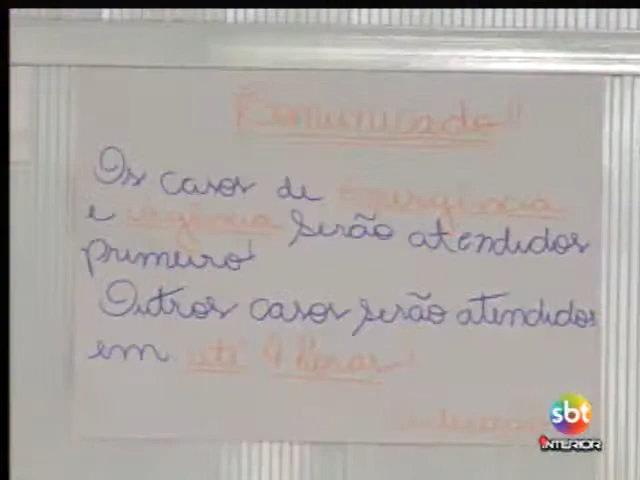 Comunicado!!
Os casos de Emergência
e urgência serão atendidos
primeiro!
Outros casos serão atendidos
em até 4 horas!
sbt
INTERIOR